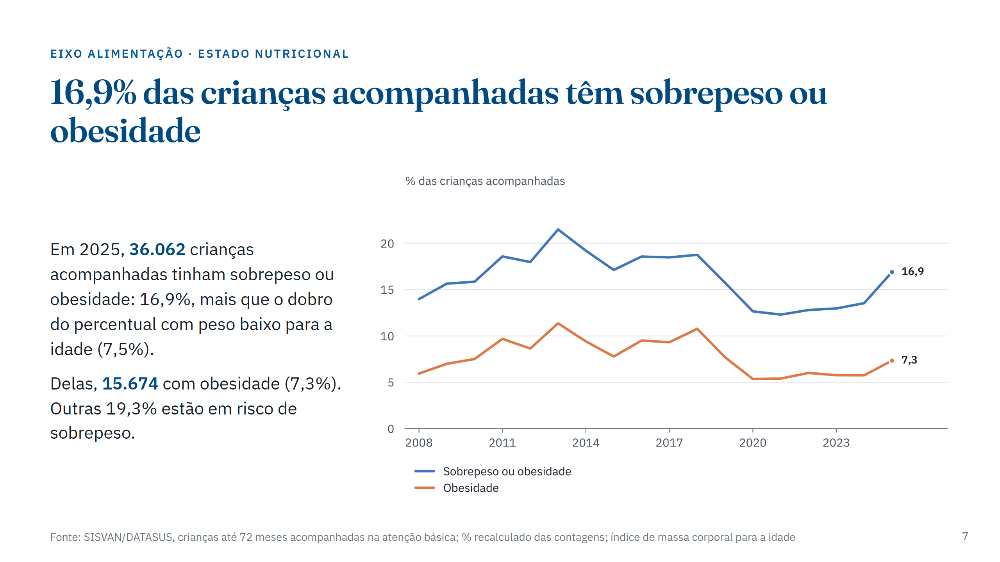 EIXO ALIMENTAÇÃO · ESTADO NUTRICIONAL
16,9% das crianças acompanhadas têm sobrepeso ou
obesidade
Em 2025, 36.062 crianças
acompanhadas tinham sobrepeso ou
obesidade: 16,9%, mais que o dobro
do percentual com peso baixo para a
idade (7,5%).
Delas, 15.674 com obesidade (7,3%).
Outras 19,3% estão em risco de
sobrepeso.
% das crianças acompanhadas
20
15
10
5
0
16,9
7,3
2008 2011 2014 2017 2020 2023
Sobrepeso ou obesidade
Obesidade
Fonte: SISVAN/DATASUS, crianças até 72 meses acompanhadas na atenção básica; % recalculado das contagens; índice de massa corporal para a idade
7